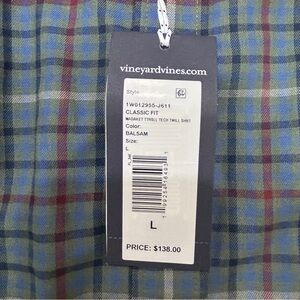 vineyardvines.com
Style
1W012955-J611
CLASSIC FIT
Color:
BALSAM
Size:
L
L
PRICE: $138.00